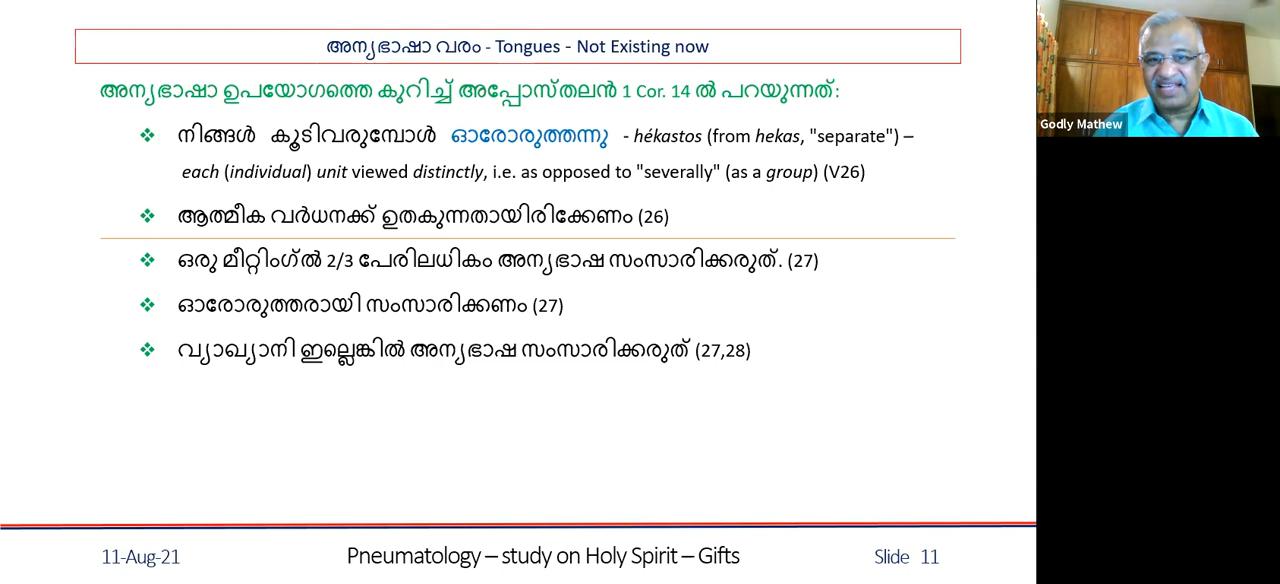 അന്യഭാഷാ വരം - Tongues - Not Existing now
അന്യഭാഷാ ഉപയോഗത്തെ കുറിച്ച് അപ്പോസ്തലൻ 1 Cor. 14 ൽ പറയുന്നത്:
❖ നിങ്ങൾ കൂടിവരുമ്പോൾ ഓരോരുത്തന്നു - hékastos (from hekas, "separate") –
each (individual) unit viewed distinctly, i.e. as opposed to "severally" (as a group) (V26)
❖ ആത്മീക വർധനക്ക് ഉതകുന്നതായിരിക്കേണം (26)
❖ ഒരു മീറ്റിംഗ്ൽ 2/3 പേരിലധികം അന്യഭാഷ സംസാരിക്കരുത്. (27)
❖ ഓരോരുത്തരായി സംസാരിക്കണം (27)
❖ വ്യാഖ്യാനി ഇല്ലെങ്കിൽ അന്യഭാഷ സംസാരിക്കരുത് (27,28)
11-Aug-21 Pneumatology – study on Holy Spirit – Gifts Slide 11
Godly Mathew